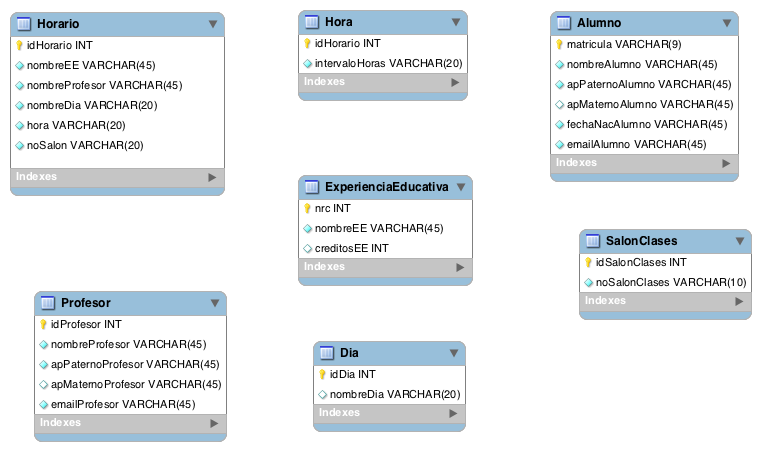 Horario
idHorario INT
nombreEE VARCHAR(45)
nombreProfesor VARCHAR(45)
nombreDia VARCHAR(20)
hora VARCHAR(20)
noSalon VARCHAR(20)
Indexes
Hora
idHorario INT
intervaloHoras VARCHAR(20)
Indexes
Alumno
matricula VARCHAR(9)
nombreAlumno VARCHAR(45)
apPaternoAlumno VARCHAR(45)
apMaternoAlumno VARCHAR(45)
fechaNacAlumno VARCHAR(45)
emailAlumno VARCHAR(45)
Indexes
ExperienciaEducativa
nrc INT
nombreEE VARCHAR(45)
creditosEE INT
Indexes
SalonClases
idSalonClases INT
noSalonClases VARCHAR(10)
Indexes
Profesor
idProfesor INT
nombreProfesor VARCHAR(45)
apPaternoProfesor VARCHAR(45)
apMaternoProfesor VARCHAR(45)
emailProfesor VARCHAR(45)
Indexes
Dia
idDia INT
nombreDia VARCHAR(20)
Indexes